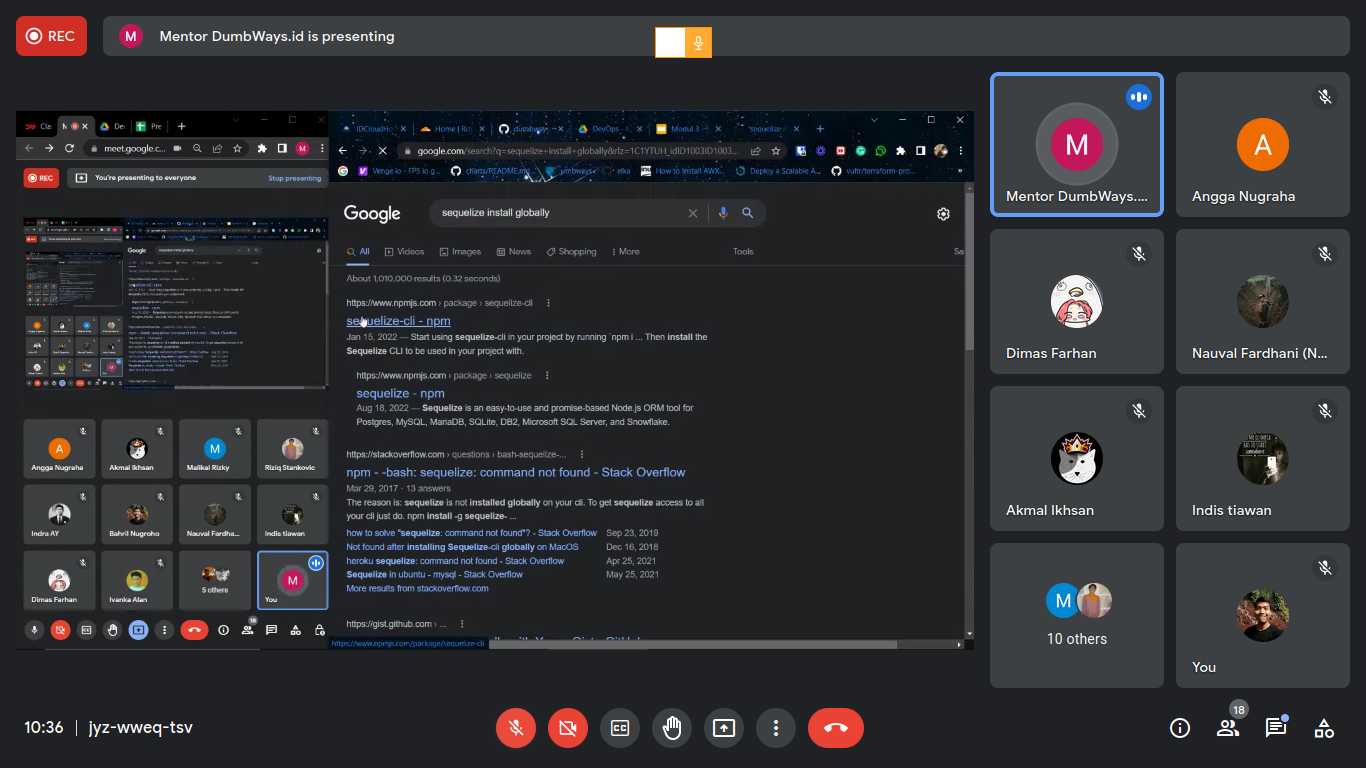 REC
M
Mentor DumbWays.id is presenting
meet.google.c...
REC
You're presenting to everyone
Stop presenting
Angga Nugraha
Akmal Ikhsan
Malikal Rizky
Riziq Stankovic
Indra AY
Bahril Nugroho
Nauval Fardha...
Indis tiawan
Dimas Farhan
Ivanka Alan
5 others
You
18
Home | Ro
DevOps -
Modul 3 -
sequelize
google.com/search?q=sequelize+install+globally&rlz=1C1YTUH_idID1003ID1003...
Venge.io - FPS io g...
charts/README.md...
elka
How to Install AWX...
Deploy a Scalable A...
vultr/terraform-pro...
Google
sequelize install globally
All
Videos
Images
News
Shopping
More
Tools
Sa
About 1,010,000 results (0.32 seconds)
https://www.npmjs.com › package › sequelize-cli
sequelize-cli - npm
Jan 15, 2022 — Start using sequelize-cli in your project by running `npm i ... Then install the
Sequelize CLI to be used in your project with.
https://www.npmjs.com › package › sequelize
sequelize - npm
Aug 18, 2022 — Sequelize is an easy-to-use and promise-based Node.js ORM tool for
Postgres, MySQL, MariaDB, SQLite, DB2, Microsoft SQL Server, and Snowflake.
https://stackoverflow.com › questions › bash-sequelize-...
npm - -bash: sequelize: command not found - Stack Overflow
Mar 29, 2017 · 13 answers
The reason is: sequelize is not installed globally on your cli. To get sequelize access to all
your cli just do. npm install -g sequelize- ...
how to solve "sequelize: command not found"? - Stack Overflow Sep 23, 2019
Not found after installing Sequelize-cli globally on MacOS Dec 16, 2018
heroku sequelize: command not found - Stack Overflow Apr 25, 2021
Sequelize in ubuntu - mysql - Stack Overflow May 25, 2021
More results from stackoverflow.com
https://gist.github.com › ...
https://www.npmjs.com/package/sequelize-cli
M
Mentor DumbWays....
A
Angga Nugraha
Dimas Farhan
Nauval Fardhani (N...
Akmal Ikhsan
Indis tiawan
M
10 others
You
10:36 | jyz-wweq-tsv
18